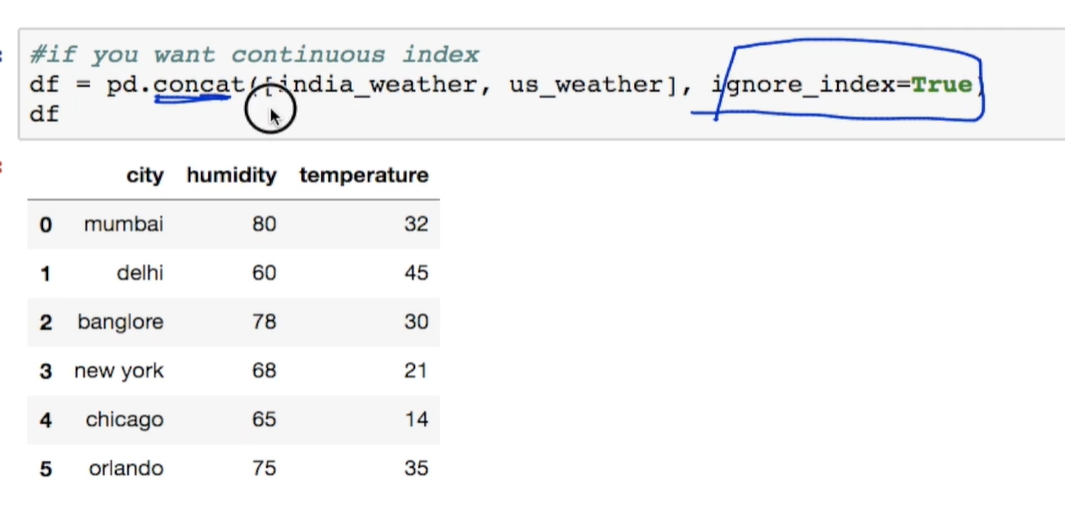 #if you want continuous index
df = pd.concat([india_weather, us_weather], ignore_index=True)
df
city humidity temperature
0 mumbai 80 32
1 delhi 60 45
2 banglore 78 30
3 new york 68 21
4 chicago 65 14
5 orlando 75 35